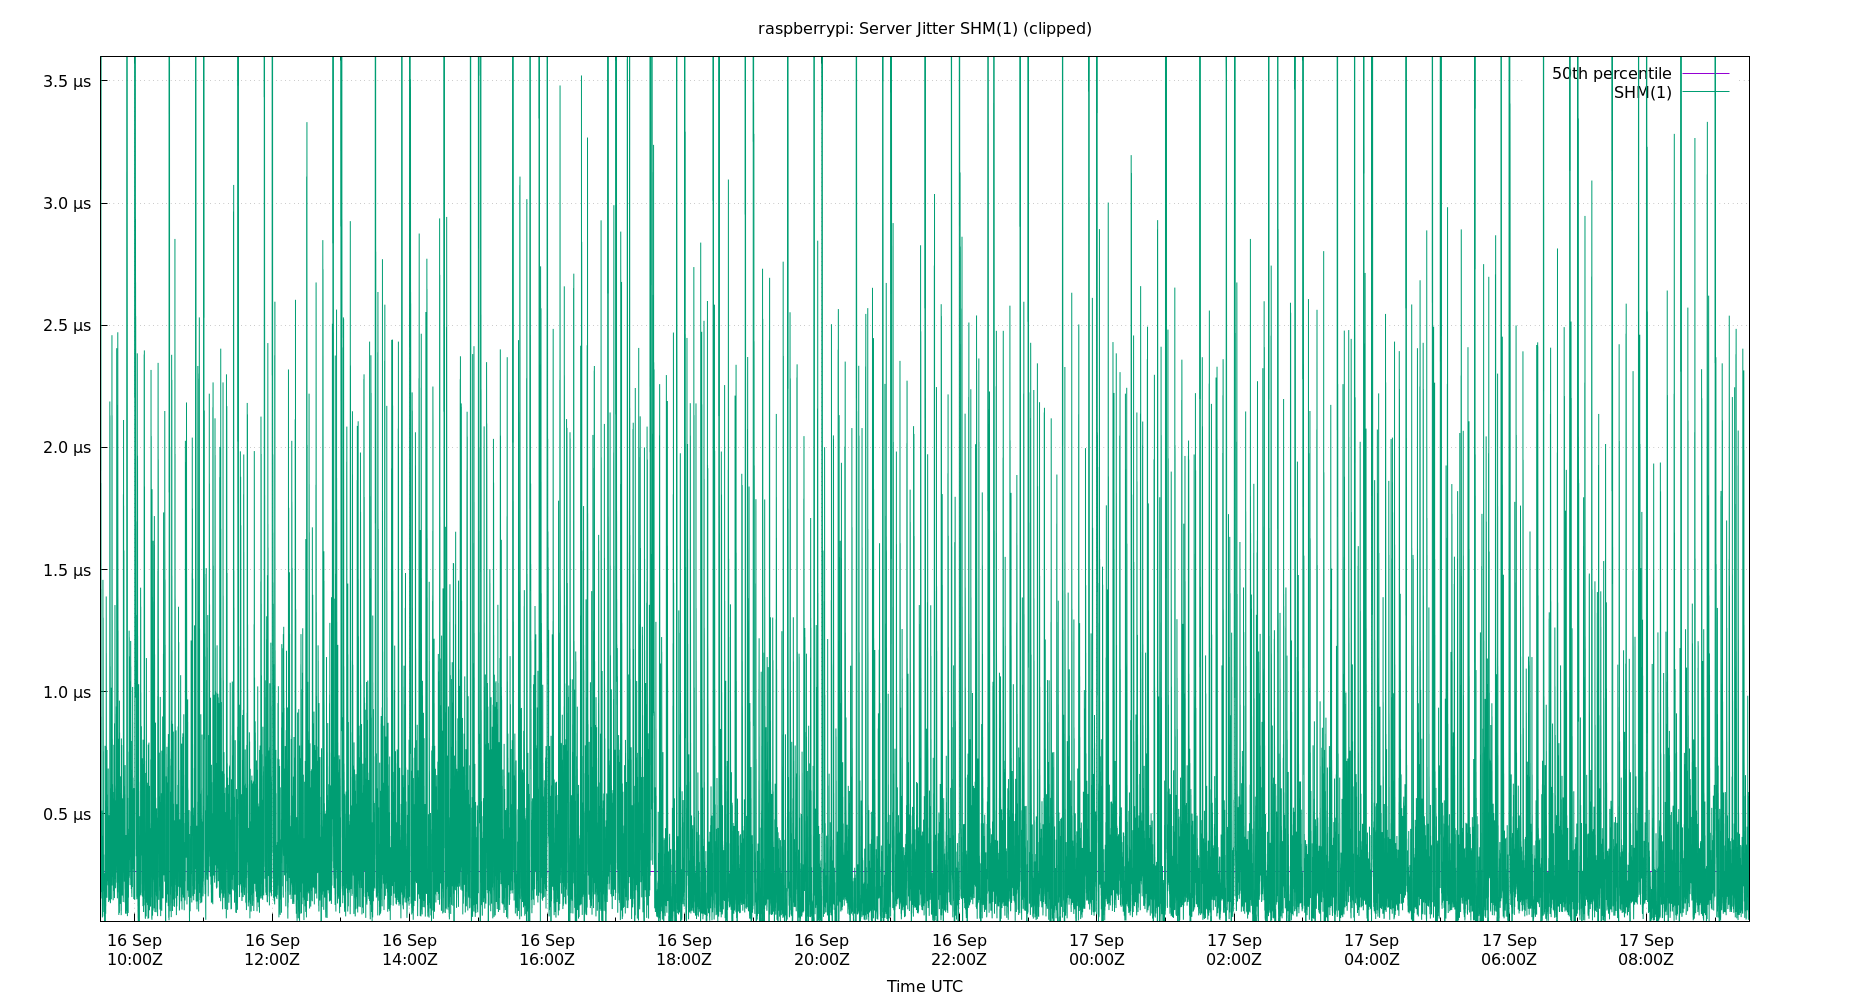 raspberrypi: Server Jitter SHM(1) (clipped)
50th percentile
SHM(1)
3.5 µs
3.0 µs
2.5 µs
2.0 µs
1.5 µs
1.0 µs
0.5 µs
16 Sep 16 Sep 16 Sep 16 Sep 16 Sep 16 Sep 16 Sep 17 Sep 17 Sep 17 Sep 17 Sep 17 Sep
10:00Z 12:00Z 14:00Z 16:00Z 18:00Z 20:00Z 22:00Z 00:00Z 02:00Z 04:00Z 06:00Z 08:00Z
Time UTC